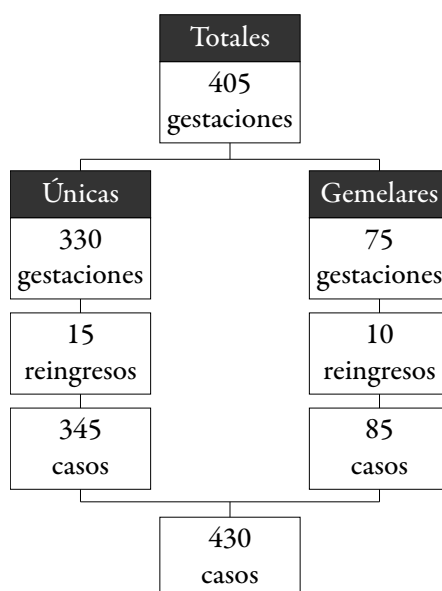 Totales
405
gestaciones
Únicas
330
gestaciones
15
reingresos
345
casos
Gemelares
75
gestaciones
10
reingresos
85
casos
430
casos